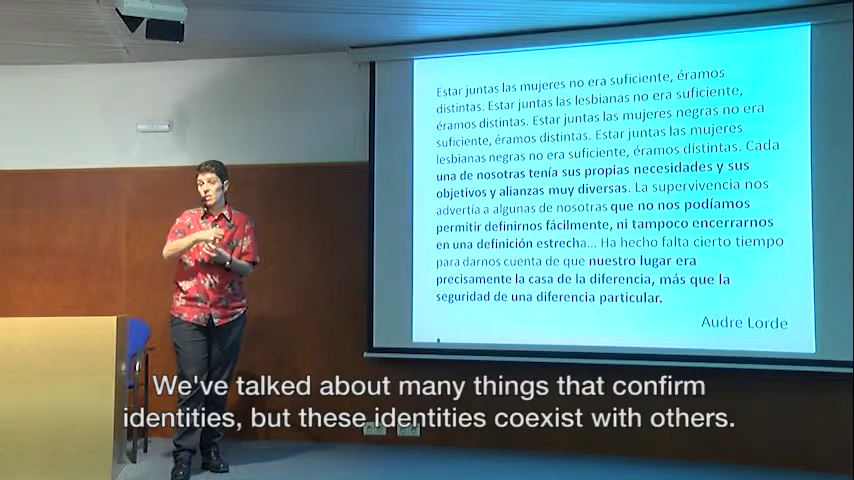 Estar juntas las mujeres no era suficiente, éramos
distintas. Estar juntas las lesbianas no era suficiente,
éramos distintas. Estar juntas las mujeres negras no era
suficiente, éramos distintas. Estar juntas las mujeres
lesbianas negras no era suficiente, éramos distintas. Cada
una de nosotras tenía sus propias necesidades y sus
objetivos y alianzas muy diversas. La supervivencia nos
advertía a algunas de nosotras que no nos podíamos
permitir definirnos fácilmente, ni tampoco encerrarnos
en una definición estrecha... Ha hecho falta cierto tiempo
para darnos cuenta de que nuestro lugar era
precisamente la casa de la diferencia, más que la
seguridad de una diferencia particular.
Audre Lorde
We've talked about many things that confirm
identities, but these identities coexist with others.